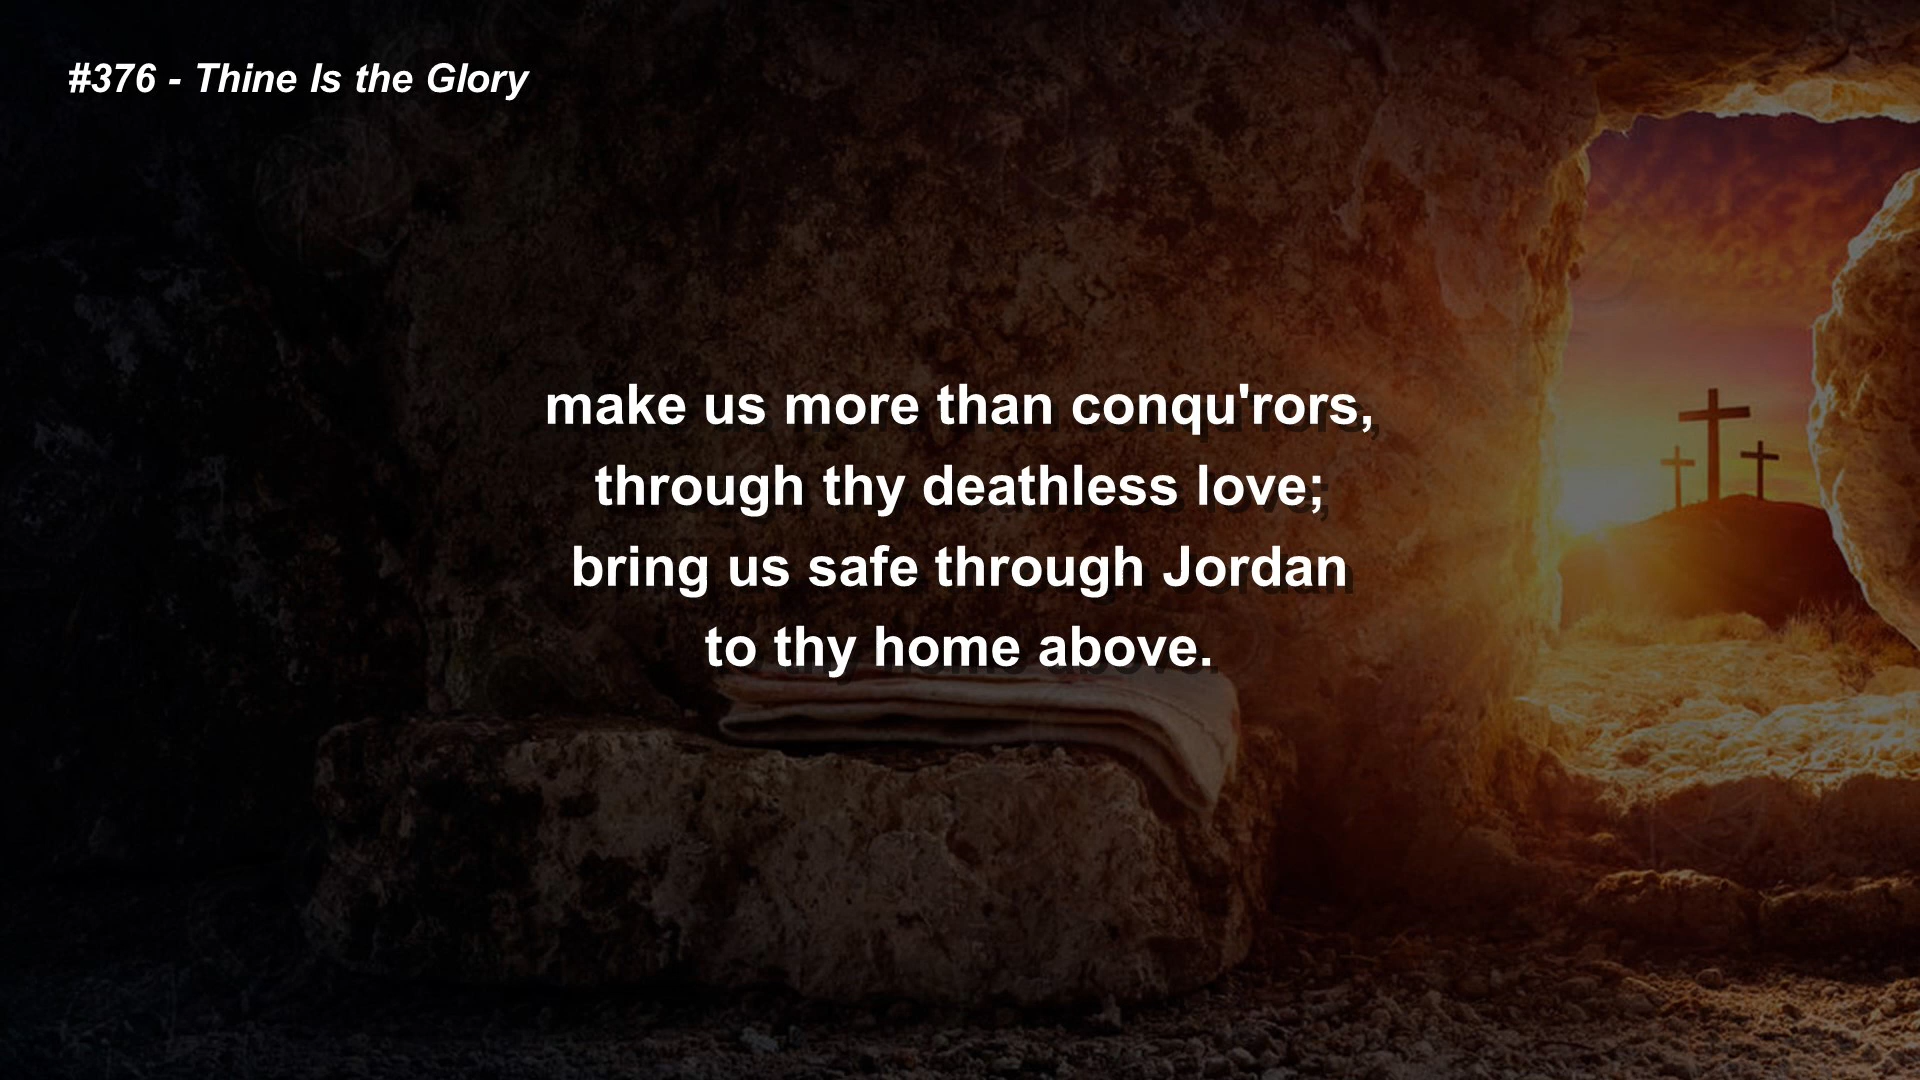 #376 - Thine Is the Glory
make us more than conqu'rors,
through thy deathless love;
bring us safe through Jordan
to thy home above.